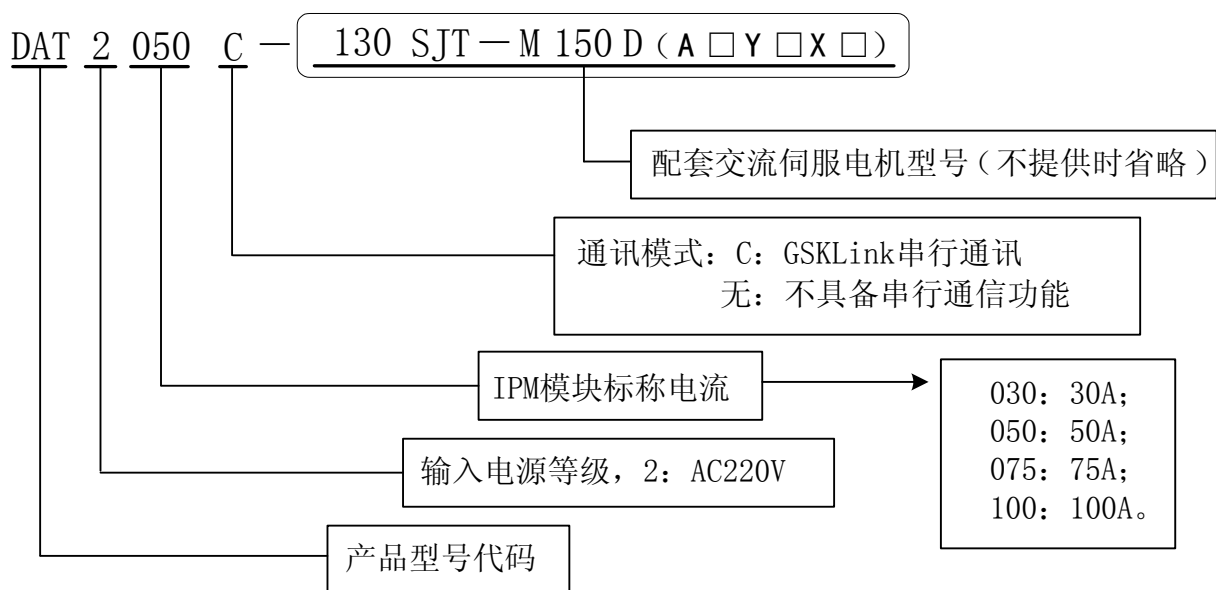 DAT 2 050 C－130 SJT－M 150 D（A □ Y □ X □）
配套交流伺服电机型号（不提供时省略）
通讯模式：C：GSKLink串行通讯
无：不具备串行通信功能
IPM模块标称电流
030：30A；
050：50A；
075：75A；
100：100A。
输入电源等级，2：AC220V
产品型号代码